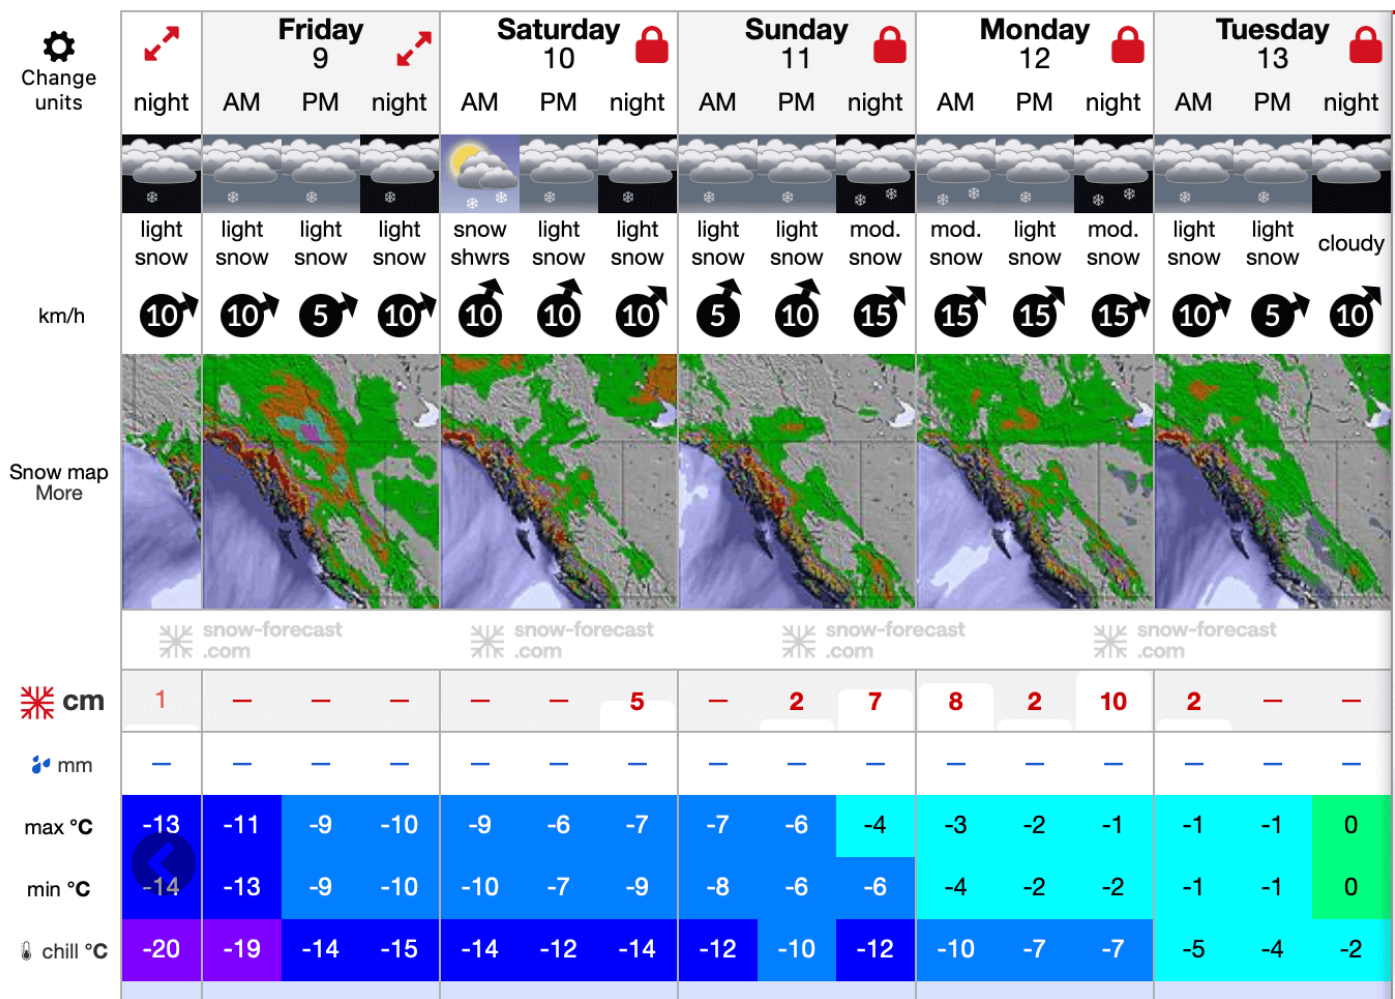 Friday Saturday Sunday Monday Tuesday
9 10 11 12 13
Change
units
night AM PM night AM PM night AM PM night AM PM night AM PM night
light light light light snow light light light light mod. mod. light mod. light light cloudy
snow snow snow snow shwrs snow snow snow snow snow snow snow snow snow snow
km/h 10 10 5 10 10 10 10 5 10 15 15 15 15 10 5 10
Snow map
More
snow-forecast snow-forecast snow-forecast snow-forecast
.com .com .com .com
cm 1 — — — — — 5 — 2 7 8 2 10 2 — —
mm — — — — — — — — — — — — — — — —
max °C -13 -11 -9 -10 -9 -6 -7 -7 -6 -4 -3 -2 -1 -1 -1 0
min °C -14 -13 -9 -10 -10 -7 -9 -8 -6 -6 -4 -2 -2 -1 -1 0
chill °C -20 -19 -14 -15 -14 -12 -14 -12 -10 -12 -10 -7 -7 -5 -4 -2